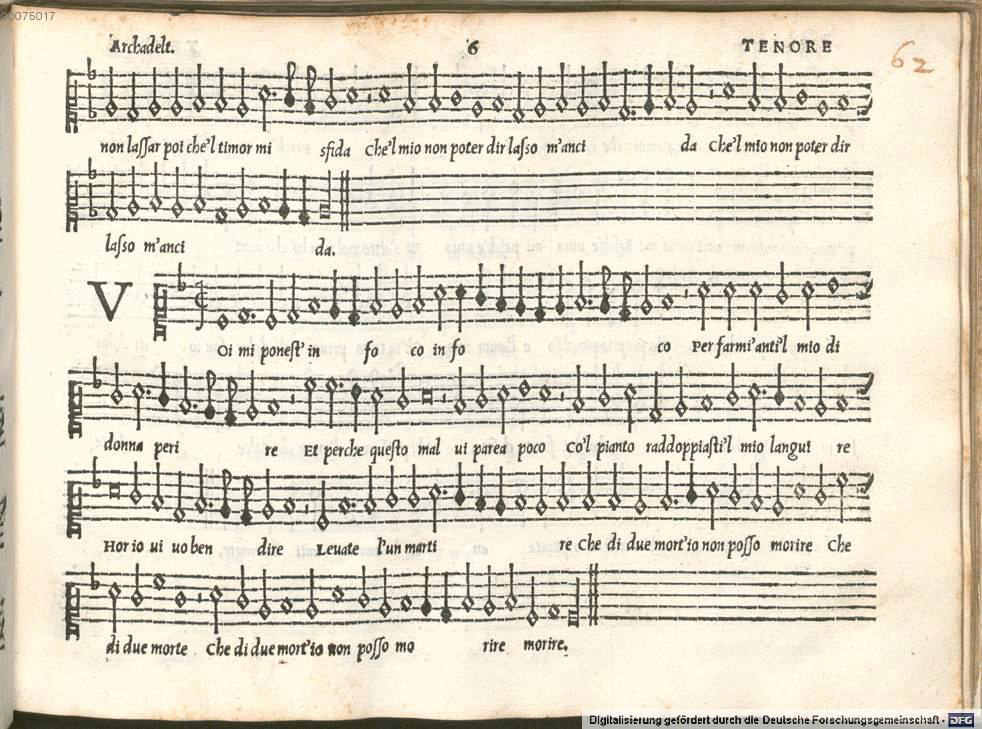 00075017
Archadelt. 6 TENORE 62
non lassar poi che'l timor mi sfida Che'l mio non poter dir lasso m'anci da Che'l mio non poter dir
lasso m'anci da.
V Oi mi ponest' in fo co in fo co Per farmi'anti'l mio di
donna peri re Et perche questo mal ui parea poco Co'l pianto raddoppiasti'l mio langui re
Hor io ui uo ben dire Leuate l'un marti re Che di due mort'io non posso morire Che
di due morte Che di due mort'io non posso mo rire morire.
Digitalisierung gefördert durch die Deutsche Forschungsgemeinschaft - DFG